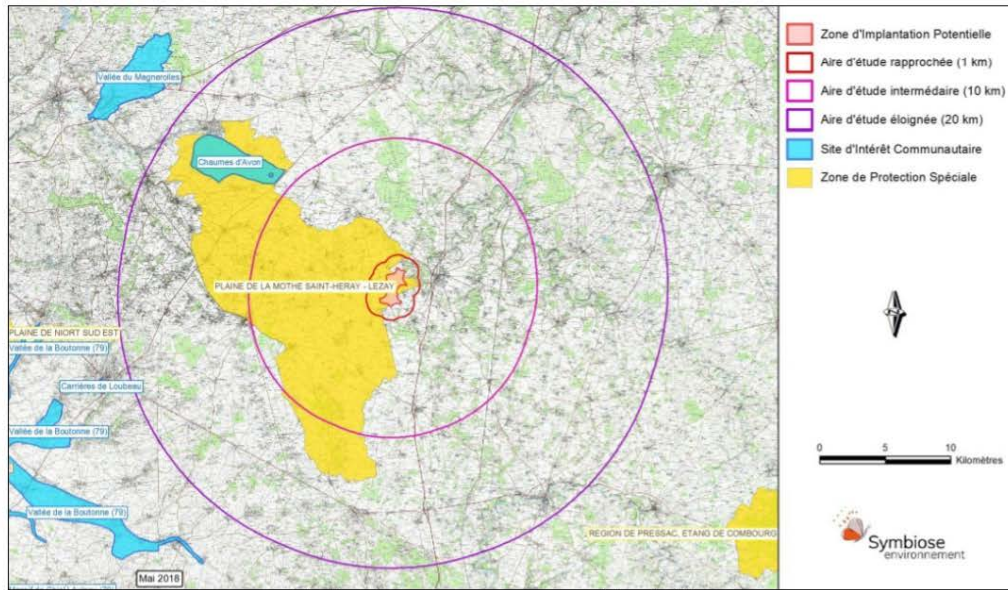 Vallée du Magnerolles
Chaumes d'Avon
PLAINE DE LA MOTHE SAINT-HERAY - LEZAY
PLAINE DE NIORT SUD EST
Vallée de la Boutonne (79)
Carrières de Loubeau
Vallée de la Boutonne (79)
Vallée de la Boutonne (79)
REGION DE PRESSAC, ETANG DE COMBOURG
Mai 2018
Zone d'Implantation Potentielle
Aire d'étude rapprochée (1 km)
Aire d'étude intermédaire (10 km)
Aire d'étude éloignée (20 km)
Site d'Intérêt Communautaire
Zone de Protection Spéciale
0 5 10
Kilomètres
Symbiose
environnement